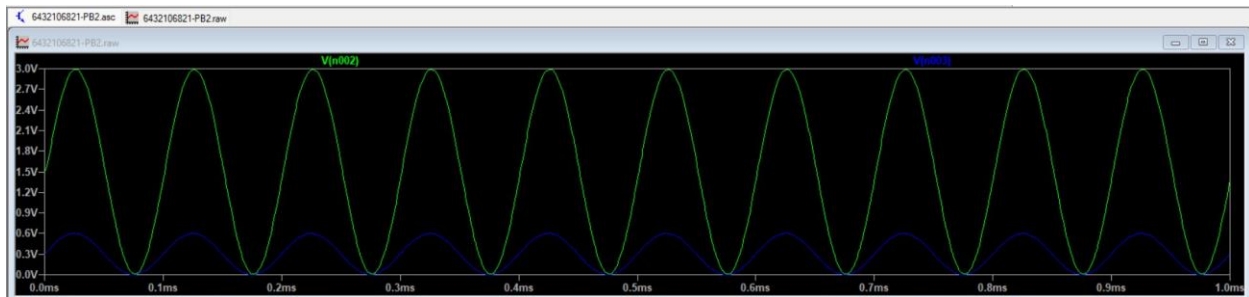 6432106821-PB2.asc 6432106821-PB2.raw
6432106821-PB2.raw
V(n002) V(n003)
3.0V
2.7V
2.4V
2.1V
1.8V
1.5V
1.2V
0.9V
0.6V
0.3V
0.0V
0.0ms 0.1ms 0.2ms 0.3ms 0.4ms 0.5ms 0.6ms 0.7ms 0.8ms 0.9ms 1.0ms